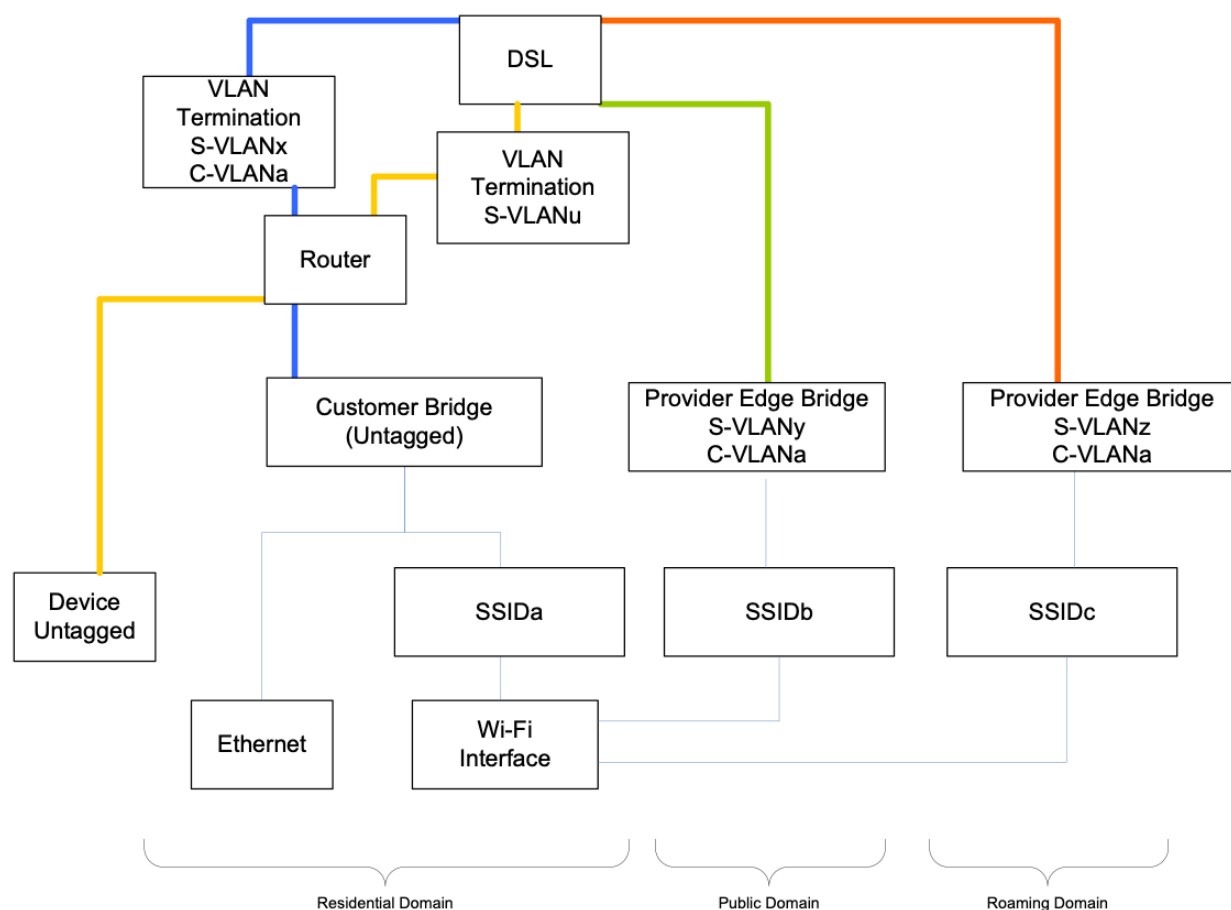 DSL
VLAN
Termination
S-VLANx
C-VLANa
VLAN
Termination
S-VLANu
Router
Customer Bridge
(Untagged)
Provider Edge Bridge
S-VLANy
C-VLANa
Provider Edge Bridge
S-VLANz
C-VLANa
Device
Untagged
SSIDa
SSIDb
SSIDc
Ethernet
Wi-Fi
Interface
Residential Domain
Public Domain
Roaming Domain